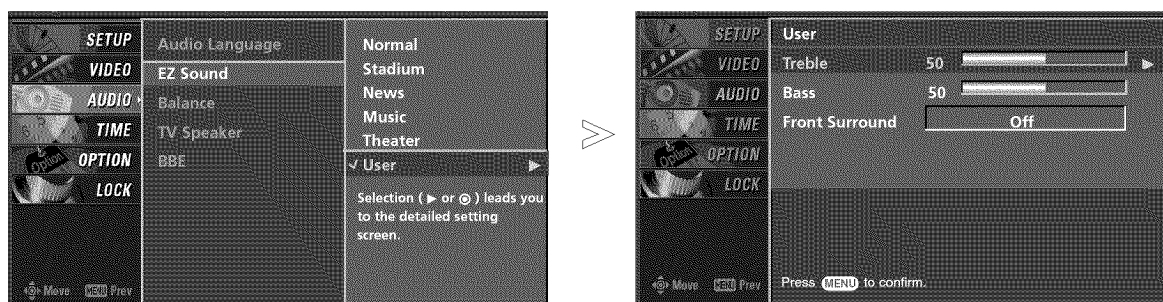 SETUP
VIDEO
AUDIO
TIME
OPTION
LOCK
Move MENU Prev
Audio Language
EZ Sound
Balance
TV Speaker
BBE
Normal
Stadium
News
Music
Theater
✓ User ▶
Selection ( ▶ or ◉ ) leads you
to the detailed setting
screen.
SETUP
VIDEO
AUDIO
TIME
OPTION
LOCK
Move MENU Prev
User
Treble 50 ▶
Bass 50
Front Surround Off
Press MENU to confirm.